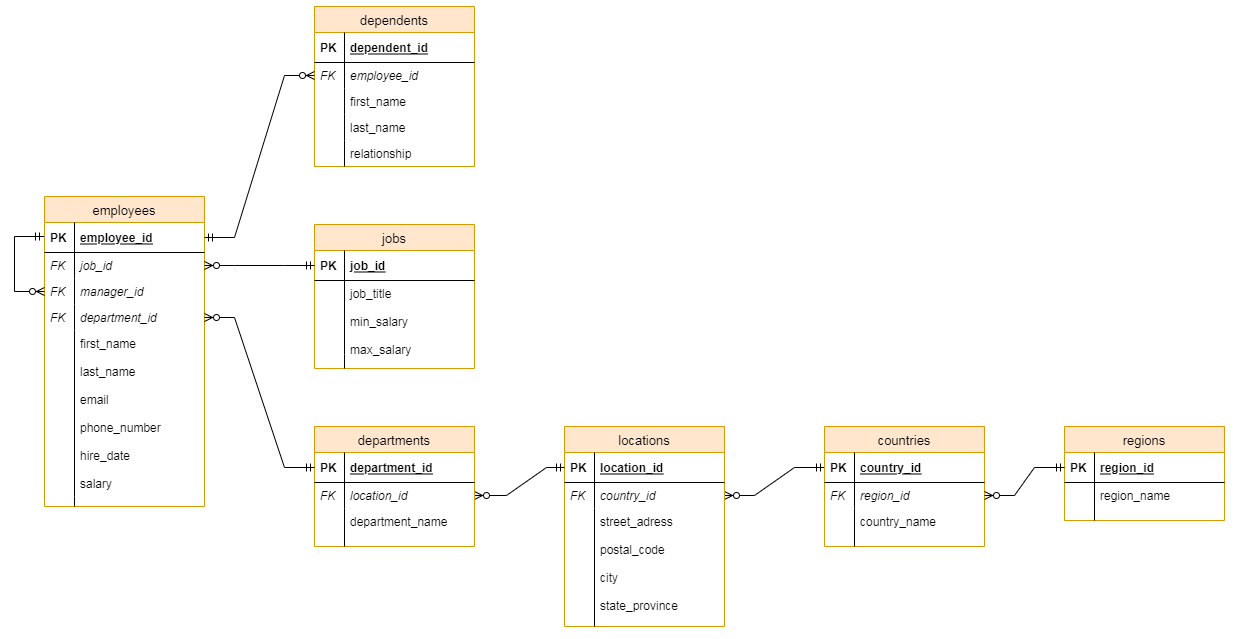 dependents
PK dependent_id
FK employee_id
first_name
last_name
relationship
employees
PK employee_id
FK job_id
FK manager_id
FK department_id
first_name
last_name
email
phone_number
hire_date
salary
jobs
PK job_id
job_title
min_salary
max_salary
departments
PK department_id
FK location_id
department_name
locations
PK location_id
FK country_id
street_adress
postal_code
city
state_province
countries
PK country_id
FK region_id
country_name
regions
PK region_id
region_name